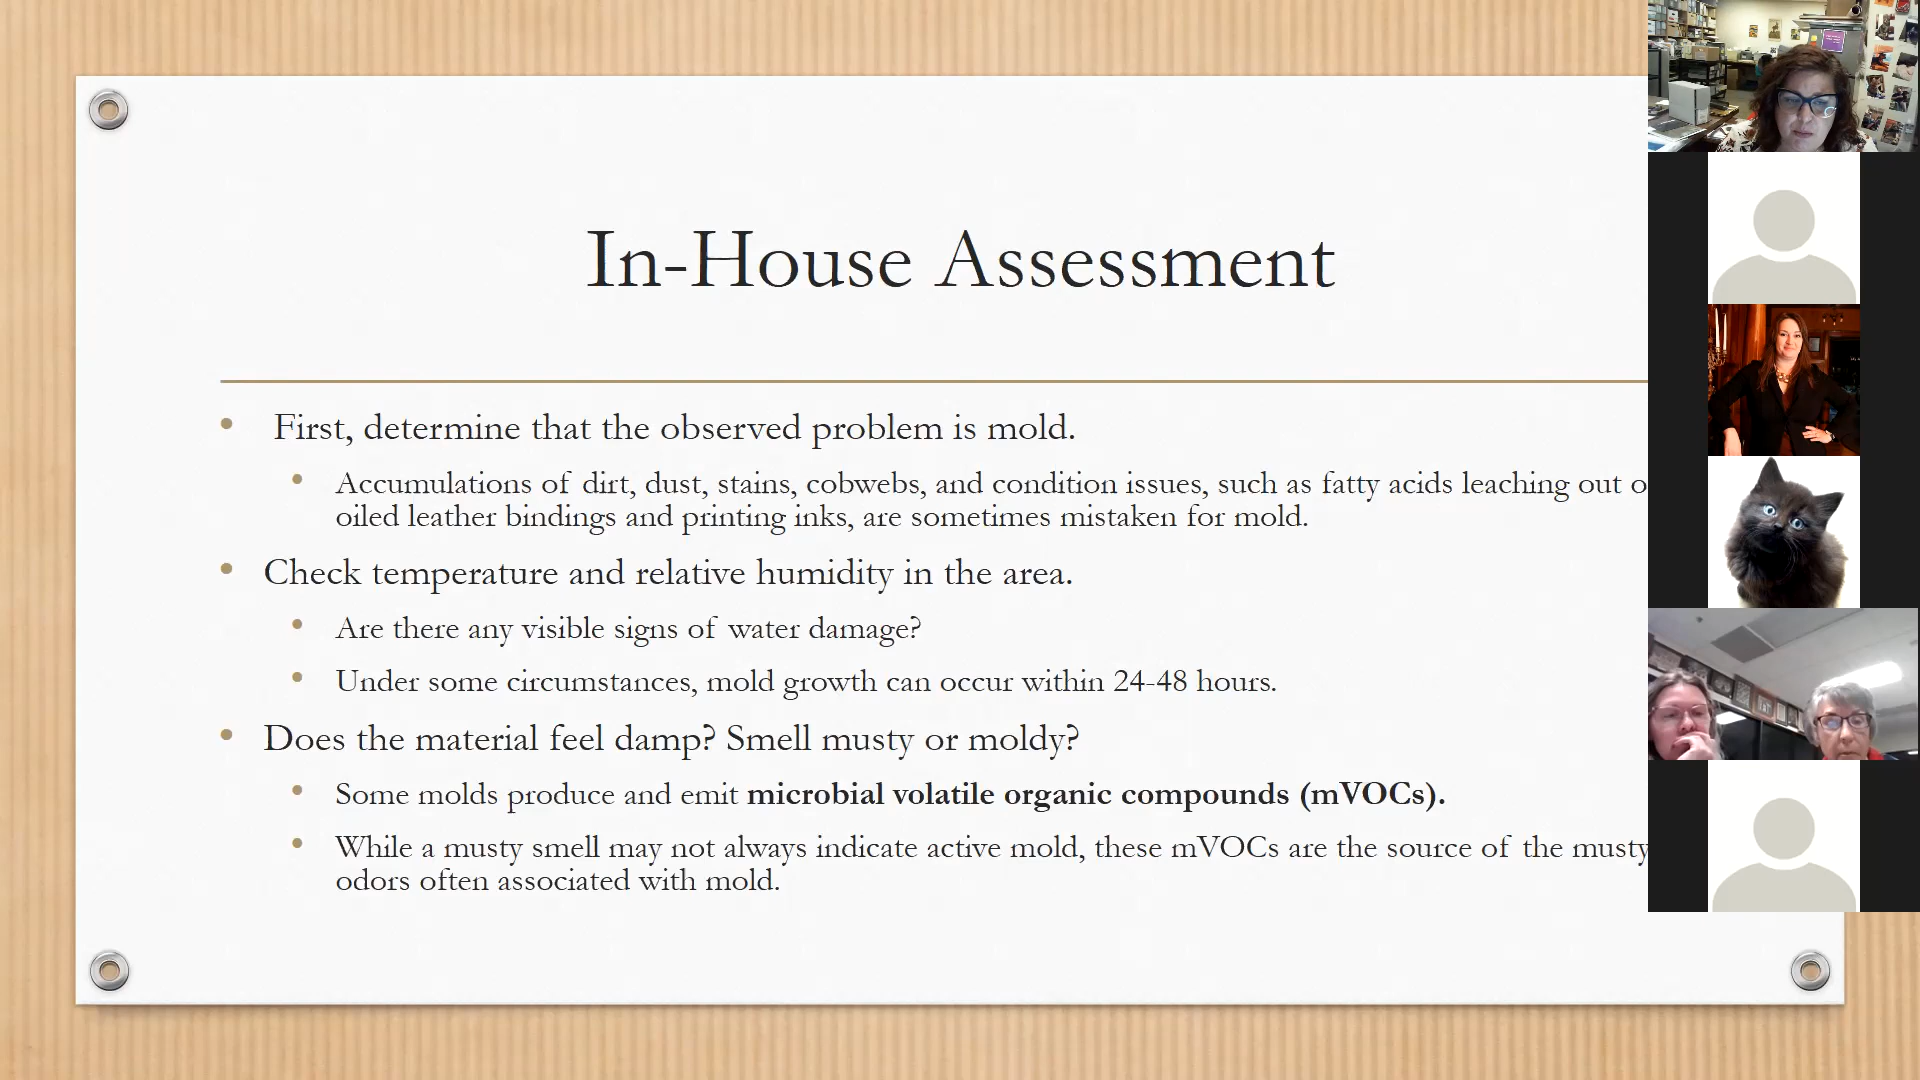 In-House Assessment
• First, determine that the observed problem is mold.
• Accumulations of dirt, dust, stains, cobwebs, and condition issues, such as fatty acids leaching out o
oiled leather bindings and printing inks, are sometimes mistaken for mold.
• Check temperature and relative humidity in the area.
• Are there any visible signs of water damage?
• Under some circumstances, mold growth can occur within 24-48 hours.
• Does the material feel damp? Smell musty or moldy?
• Some molds produce and emit microbial volatile organic compounds (mVOCs).
• While a musty smell may not always indicate active mold, these mVOCs are the source of the musty
odors often associated with mold.